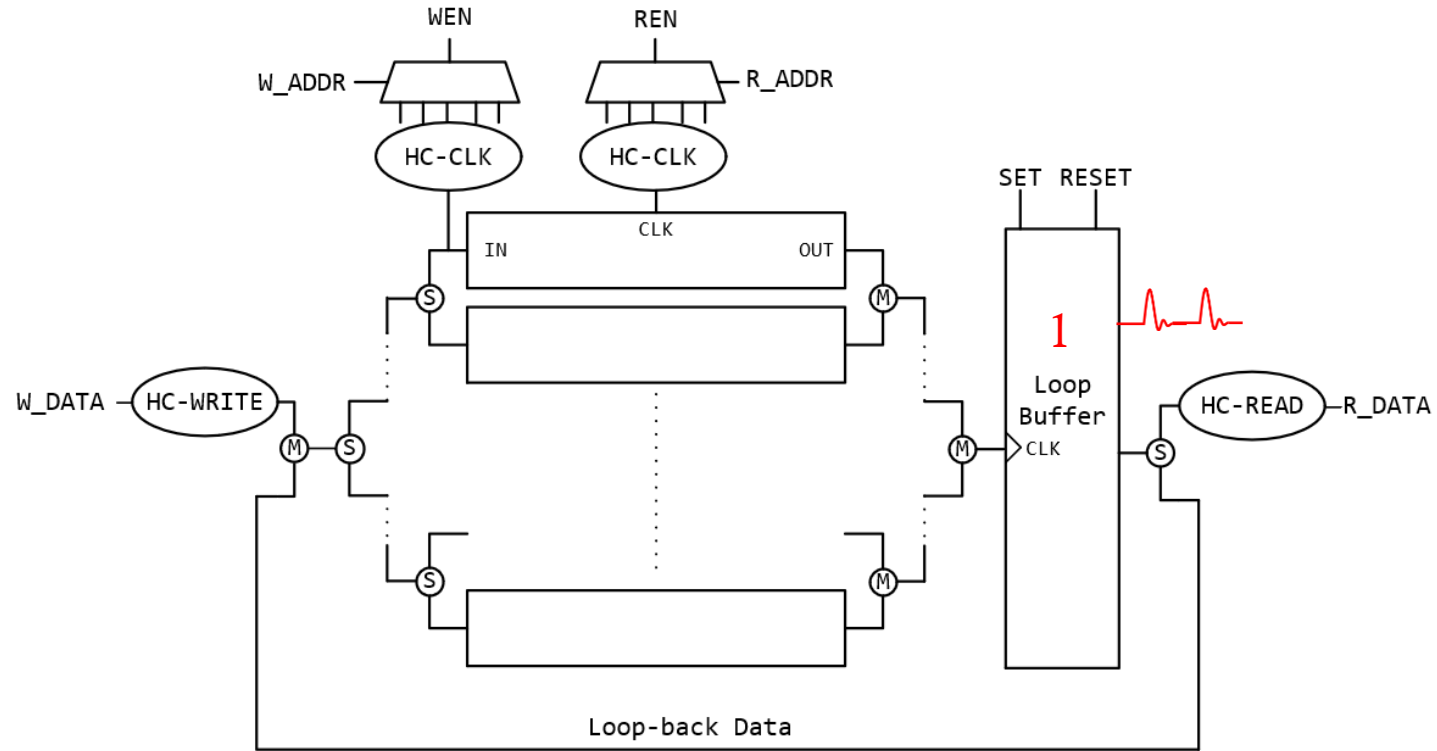 WEN
REN
W_ADDR
R_ADDR
HC-CLK
HC-CLK
SET RESET
CLK
IN
OUT
S
M
1
Loop
Buffer
W_DATA
HC-WRITE
HC-READ
R_DATA
M
S
M
CLK
S
S
M
Loop-back Data